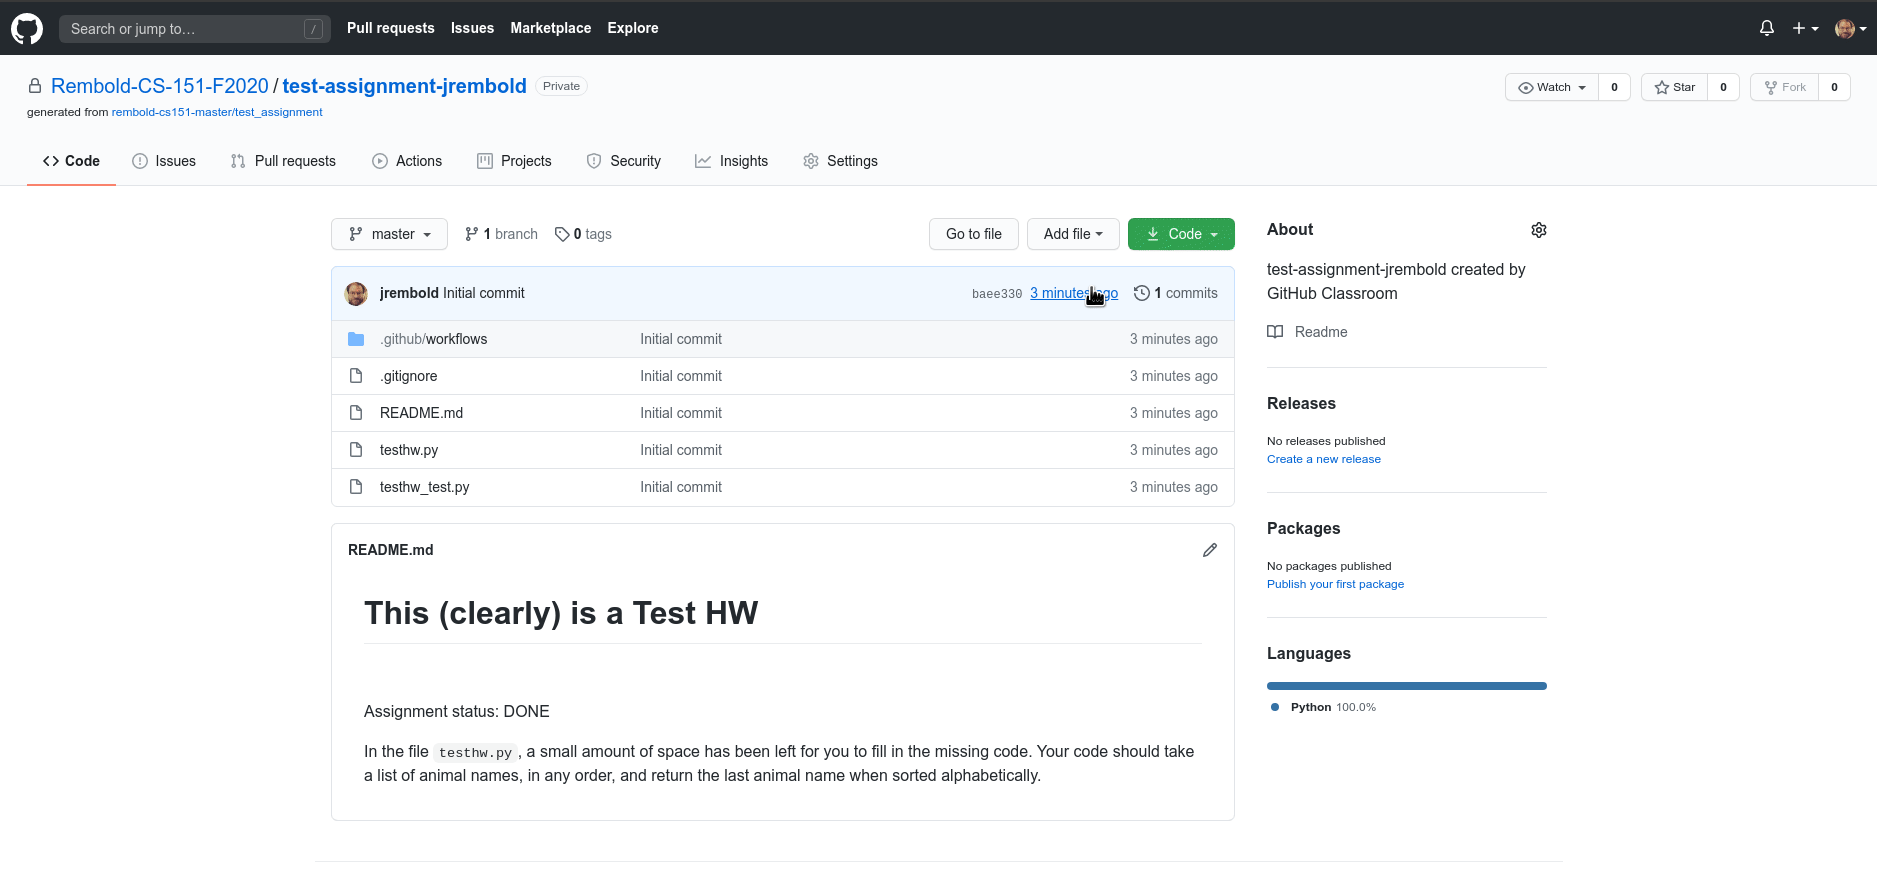 Search or jump to… /
Pull requests Issues Marketplace Explore
Rembold-CS-151-F2020 / test-assignment-jrembold Private
Watch 0 Star 0 Fork 0
generated from rembold-cs151-master/test_assignment
Code Issues Pull requests Actions Projects Security Insights Settings
master 1 branch 0 tags Go to file Add file Code
jrembold Initial commit baee330 3 minutes ago 1 commits
.github/workflows Initial commit 3 minutes ago
.gitignore Initial commit 3 minutes ago
README.md Initial commit 3 minutes ago
testhw.py Initial commit 3 minutes ago
testhw_test.py Initial commit 3 minutes ago
README.md
This (clearly) is a Test HW
Assignment status: DONE
In the file testhw.py, a small amount of space has been left for you to fill in the missing code. Your code should take
a list of animal names, in any order, and return the last animal name when sorted alphabetically.
About
test-assignment-jrembold created by
GitHub Classroom
Readme
Releases
No releases published
Create a new release
Packages
No packages published
Publish your first package
Languages
Python 100.0%